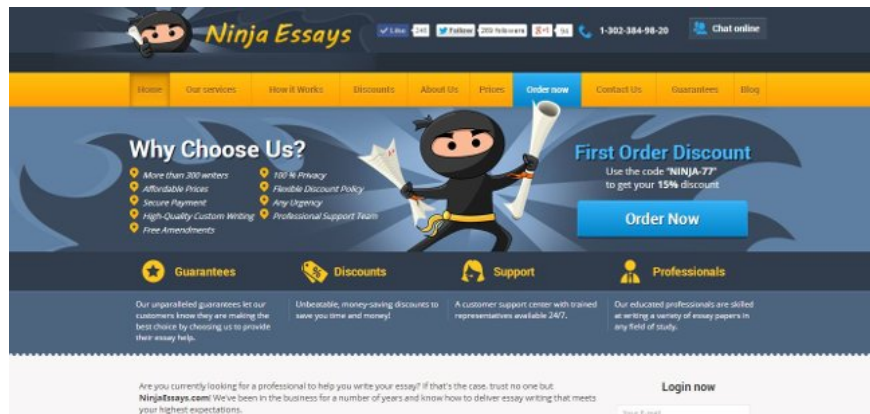 Ninja Essays
Like 241 Follow 269 followers 1-302-384-98-20 Chat online
Home Our services How it Works Discounts About Us Prices Order now Contact Us Guarantees Blog
Why Choose Us?
More than 300 writers 100 % Privacy
Affordable Prices Flexible Discount Policy
Secure Payment Any Urgency
High-Quality Custom Writing Professional Support Team
Free Amendments
First Order Discount
Use the code "NINJA-77"
to get your 15% discount
Order Now
Guarantees Discounts Support Professionals
Our unparalleled guarantees let our
customers know they are making the
best choice by choosing us to provide
their essay help.
Unbeatable, money-saving discounts to
save you time and money!
A customer support center with trained
representatives available 24/7.
Our educated professionals are skilled
at writing a variety of essay papers in
any field of study.
Are you currently looking for a professional to help you write your essay? If that's the case, trust no one but
NinjaEssays.com! We've been in the business for a number of years and know how to deliver essay writing that meets
your highest expectations.
Login now